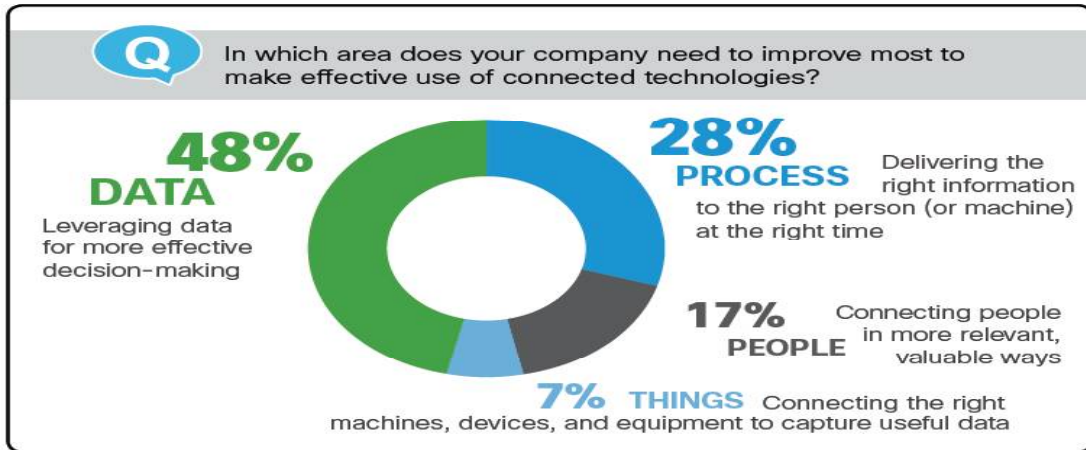 Q
In which area does your company need to improve most to
make effective use of connected technologies?
48%
DATA
Leveraging data
for more effective
decision-making
28%
PROCESS Delivering the
right information
to the right person (or machine)
at the right time
17% Connecting people
PEOPLE in more relevant,
valuable ways
7% THINGS Connecting the right
machines, devices, and equipment to capture useful data